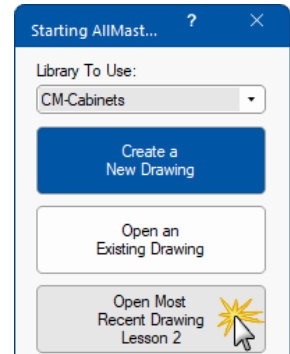 Starting AllMast... ?
Library To Use:
CM-Cabinets
Create a
New Drawing
Open an
Existing Drawing
Open Most
Recent Drawing
Lesson 2